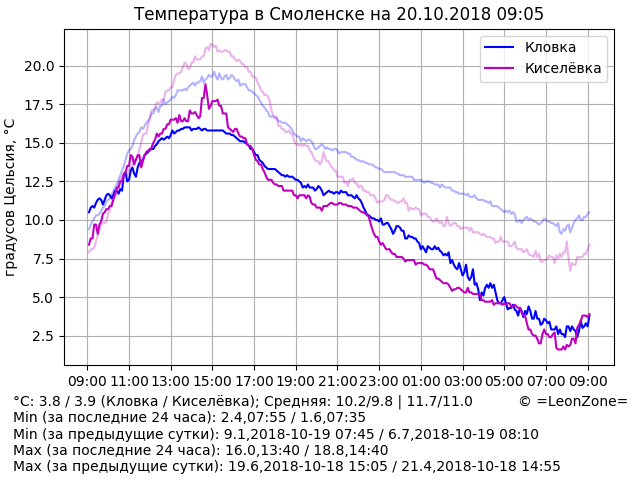 Температура в Смоленске на 20.10.2018 09:05
Кловка
Киселёвка
градусов Цельсия, °C
20.0
17.5
15.0
12.5
10.0
7.5
5.0
2.5
09:00 11:00 13:00 15:00 17:00 19:00 21:00 23:00 01:00 03:00 05:00 07:00 09:00
°C: 3.8 / 3.9 (Кловка / Киселёвка); Средняя: 10.2/9.8 | 11.7/11.0 © =LeonZone=
Min (за последние 24 часа): 2.4,07:55 / 1.6,07:35
Min (за предыдущие сутки): 9.1,2018-10-19 07:45 / 6.7,2018-10-19 08:10
Max (за последние 24 часа): 16.0,13:40 / 18.8,14:40
Max (за предыдущие сутки): 19.6,2018-10-18 15:05 / 21.4,2018-10-18 14:55